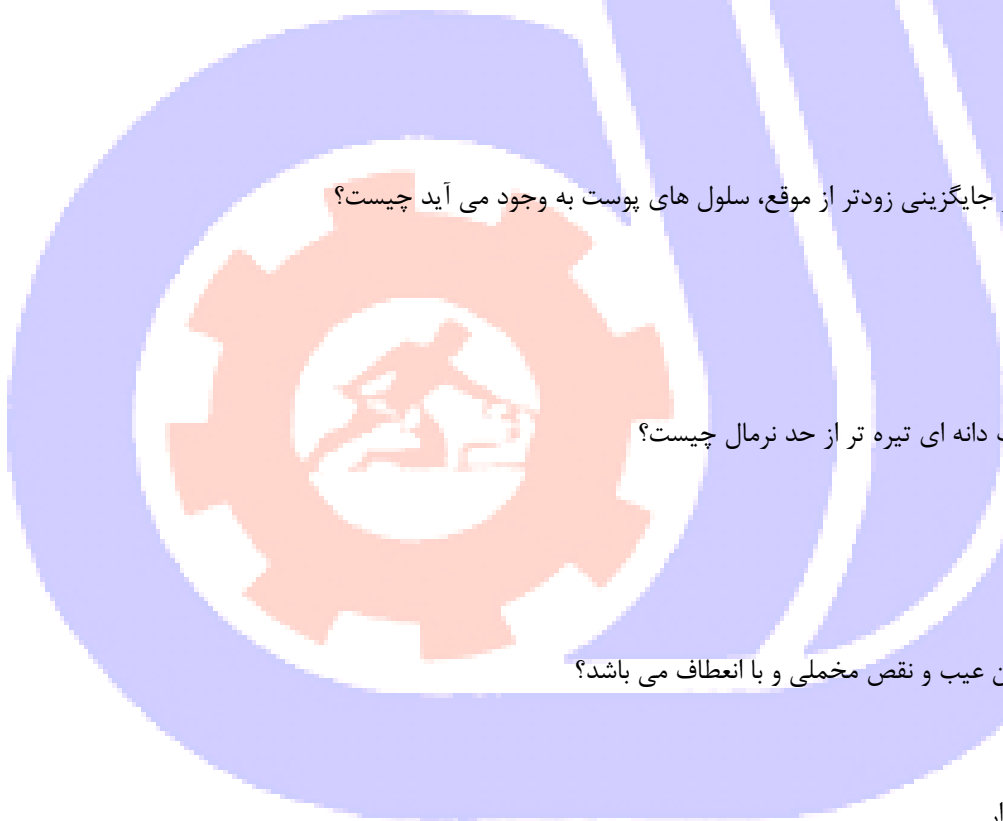 جایگزینی زودتر از موقع، سلول های پوست به وجود می آید چیست؟
دانه ای تیره تر از حد نرمال چیست؟
عیب و نقص مخملی و با انعطاف می باشد؟